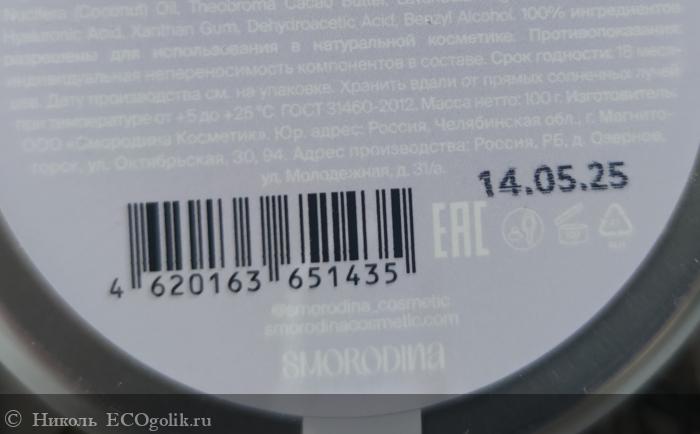 Nucifera (Coconut) Oil, Theobroma Cacao Butter,
Hyaluronic Acid, Xanthan Gum, Dehydroacetic Acid, Benzyl Alcohol. 100% ингредиентов
разрешены для использования в натуральной косметике. Противопоказания:
индивидуальная непереносимость компонентов в составе. Срок годности: 18 меся-
цев. Дату производства см. на упаковке. Хранить вдали от прямых солнечных лучей
при температуре от +5 до +25 °С. ГОСТ 31460-2012. Масса нетто: 100 г. Изготовитель:
ООО «Смородина Косметик». Юр. адрес: Россия, Челябинская обл., г. Магнито-
горск, ул. Октябрьская, 30, 94. Адрес производства: Россия, РБ, д. Озерное,
ул. Молодежная, д. 31/а.
14.05.25
EAC
4 620163 651435
@smorodina_cosmetic
smorodinacosmetic.com
SMORODINA
© Николь ECOgolik.ru